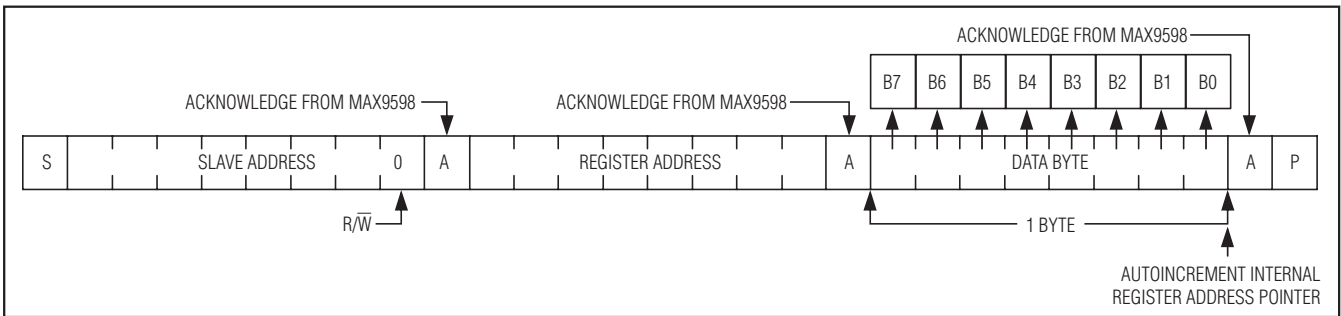 ACKNOWLEDGE FROM MAX9598
B7 B6 B5 B4 B3 B2 B1 B0
ACKNOWLEDGE FROM MAX9598 ACKNOWLEDGE FROM MAX9598
S SLAVE ADDRESS 0 A REGISTER ADDRESS A DATA BYTE A P
R/W̅
1 BYTE
AUTOINCREMENT INTERNAL
REGISTER ADDRESS POINTER